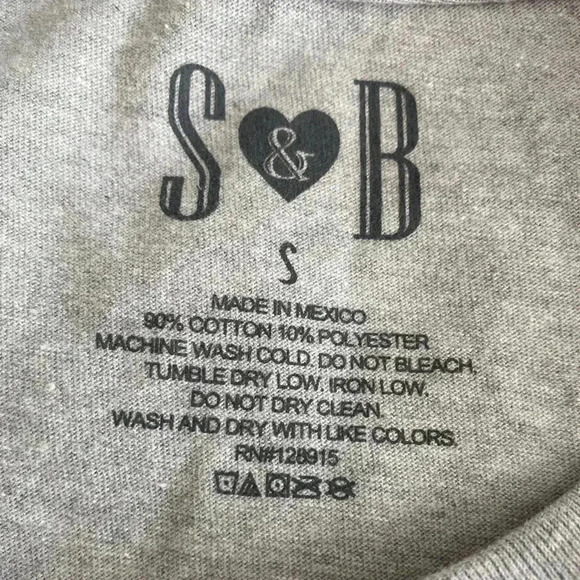 S & B
S
MADE IN MEXICO
90% COTTON 10% POLYESTER
MACHINE WASH COLD. DO NOT BLEACH.
TUMBLE DRY LOW. IRON LOW.
DO NOT DRY CLEAN.
WASH AND DRY WITH LIKE COLORS.
RN#128915